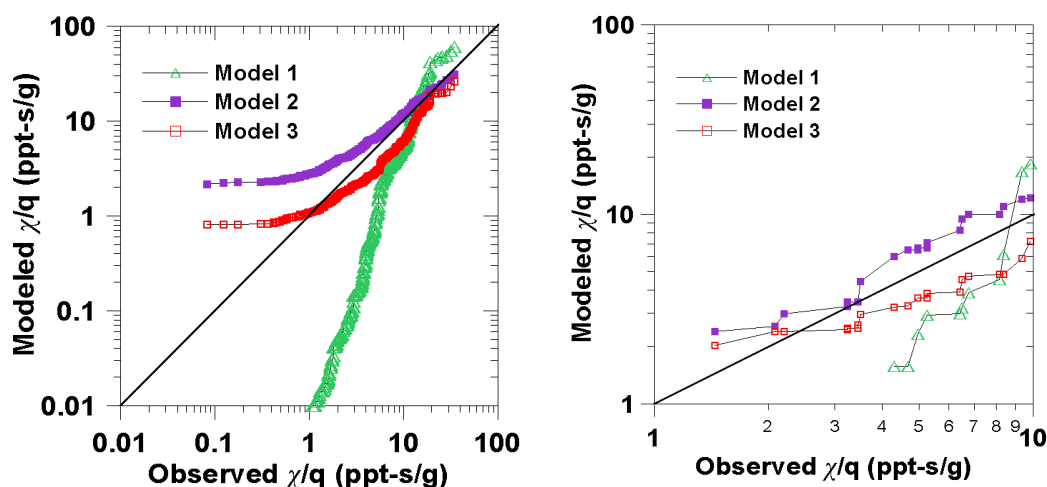 100
10
1
0.1
0.01
Modeled χ/q (ppt-s/g)
Model 1
Model 2
Model 3
0.01 0.1 1 10 100
Observed χ/q (ppt-s/g)
100
10
1
Modeled χ/q (ppt-s/g)
Model 1
Model 2
Model 3
1 2 3 4 5 6 7 8 9 10
Observed χ/q (ppt-s/g)